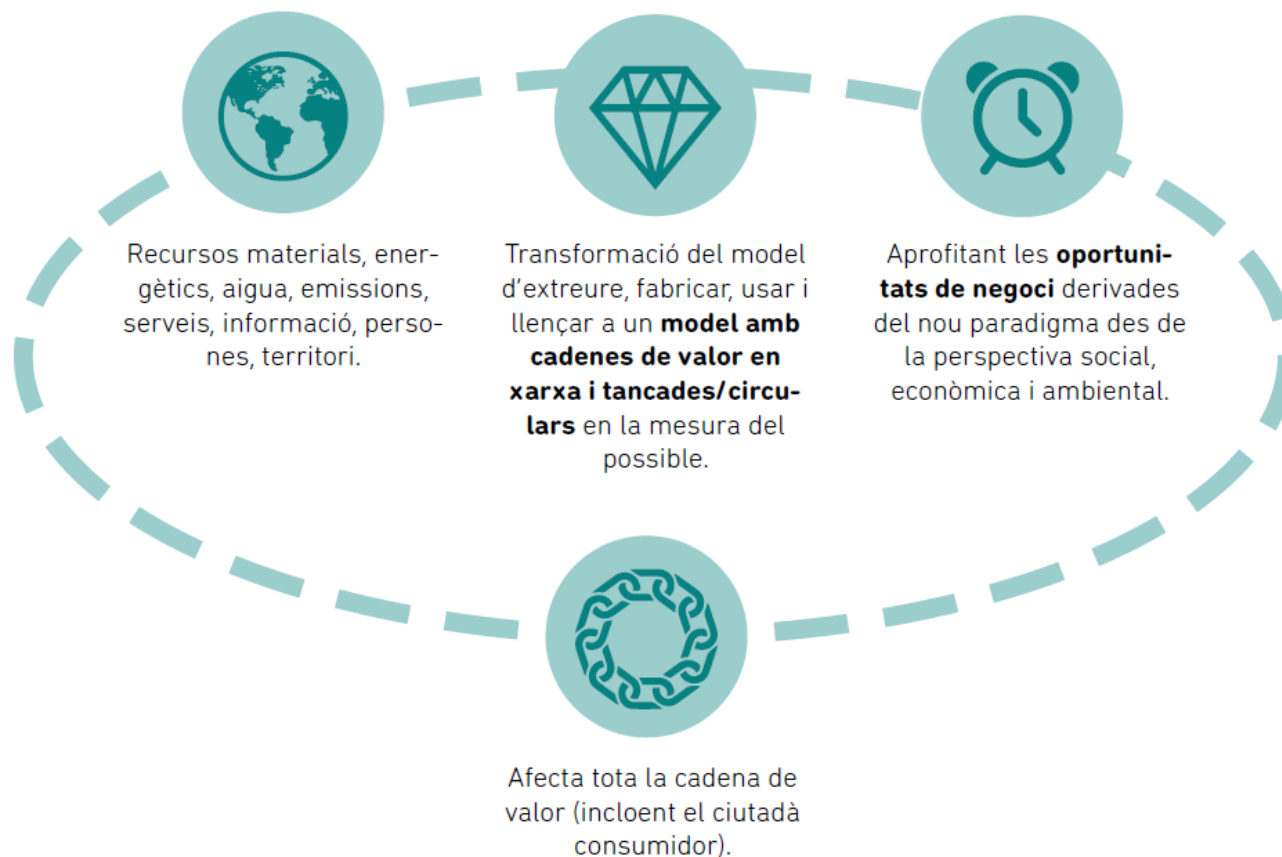 Recursos materials, ener-
gètics, aigua, emissions,
serveis, informació, perso-
nes, territori.
Transformació del model
d’extreure, fabricar, usar i
llençar a un model amb
cadenes de valor en
xarxa i tancades/circu-
lars en la mesura del
possible.
Aprofitant les oportuni-
tats de negoci derivades
del nou paradigma des de
la perspectiva social,
econòmica i ambiental.
Afecta tota la cadena de
valor (incloent el ciutadà
consumidor).